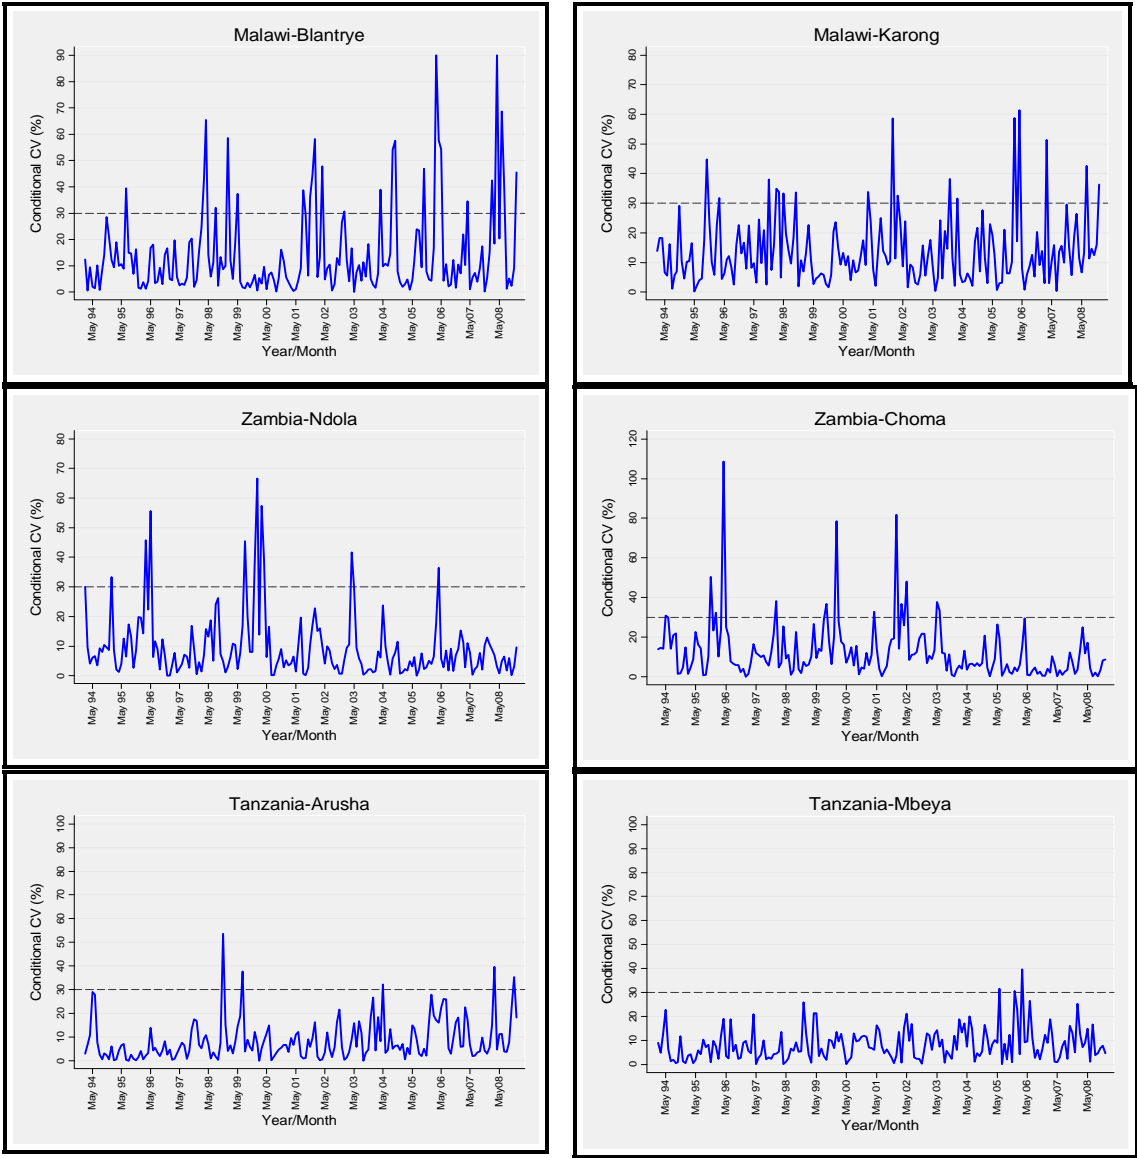 Malawi-Blantrye
Conditional CV (%)
90
80
70
60
50
40
30
20
10
0
May 94
May 95
May 96
May 97
May 98
May 99
May 00
May 01
May 02
May 03
May 04
May 05
May 06
May07
May08
Year/Month
Malawi-Karong
Conditional CV (%)
80
70
60
50
40
30
20
10
0
May 94
May 95
May 96
May 97
May 98
May 99
May 00
May 01
May 02
May 03
May 04
May 05
May 06
May07
May08
Year/Month
Zambia-Ndola
Conditional CV (%)
80
70
60
50
40
30
20
10
0
May 94
May 95
May 96
May 97
May 98
May 99
May 00
May 01
May 02
May 03
May 04
May 05
May 06
May07
May08
Year/Month
Zambia-Choma
Conditional CV (%)
120
100
80
60
40
20
0
May 94
May 95
May 96
May 97
May 98
May 99
May 00
May 01
May 02
May 03
May 04
May 05
May 06
May07
May08
Year/Month
Tanzania-Arusha
Conditional CV (%)
100
90
80
70
60
50
40
30
20
10
0
May 94
May 95
May 96
May 97
May 98
May 99
May 00
May 01
May 02
May 03
May 04
May 05
May 06
May07
May08
Year/Month
Tanzania-Mbeya
Conditional CV (%)
100
90
80
70
60
50
40
30
20
10
0
May 94
May 95
May 96
May 97
May 98
May 99
May 00
May 01
May 02
May 03
May 04
May 05
May 06
May07
May08
Year/Month